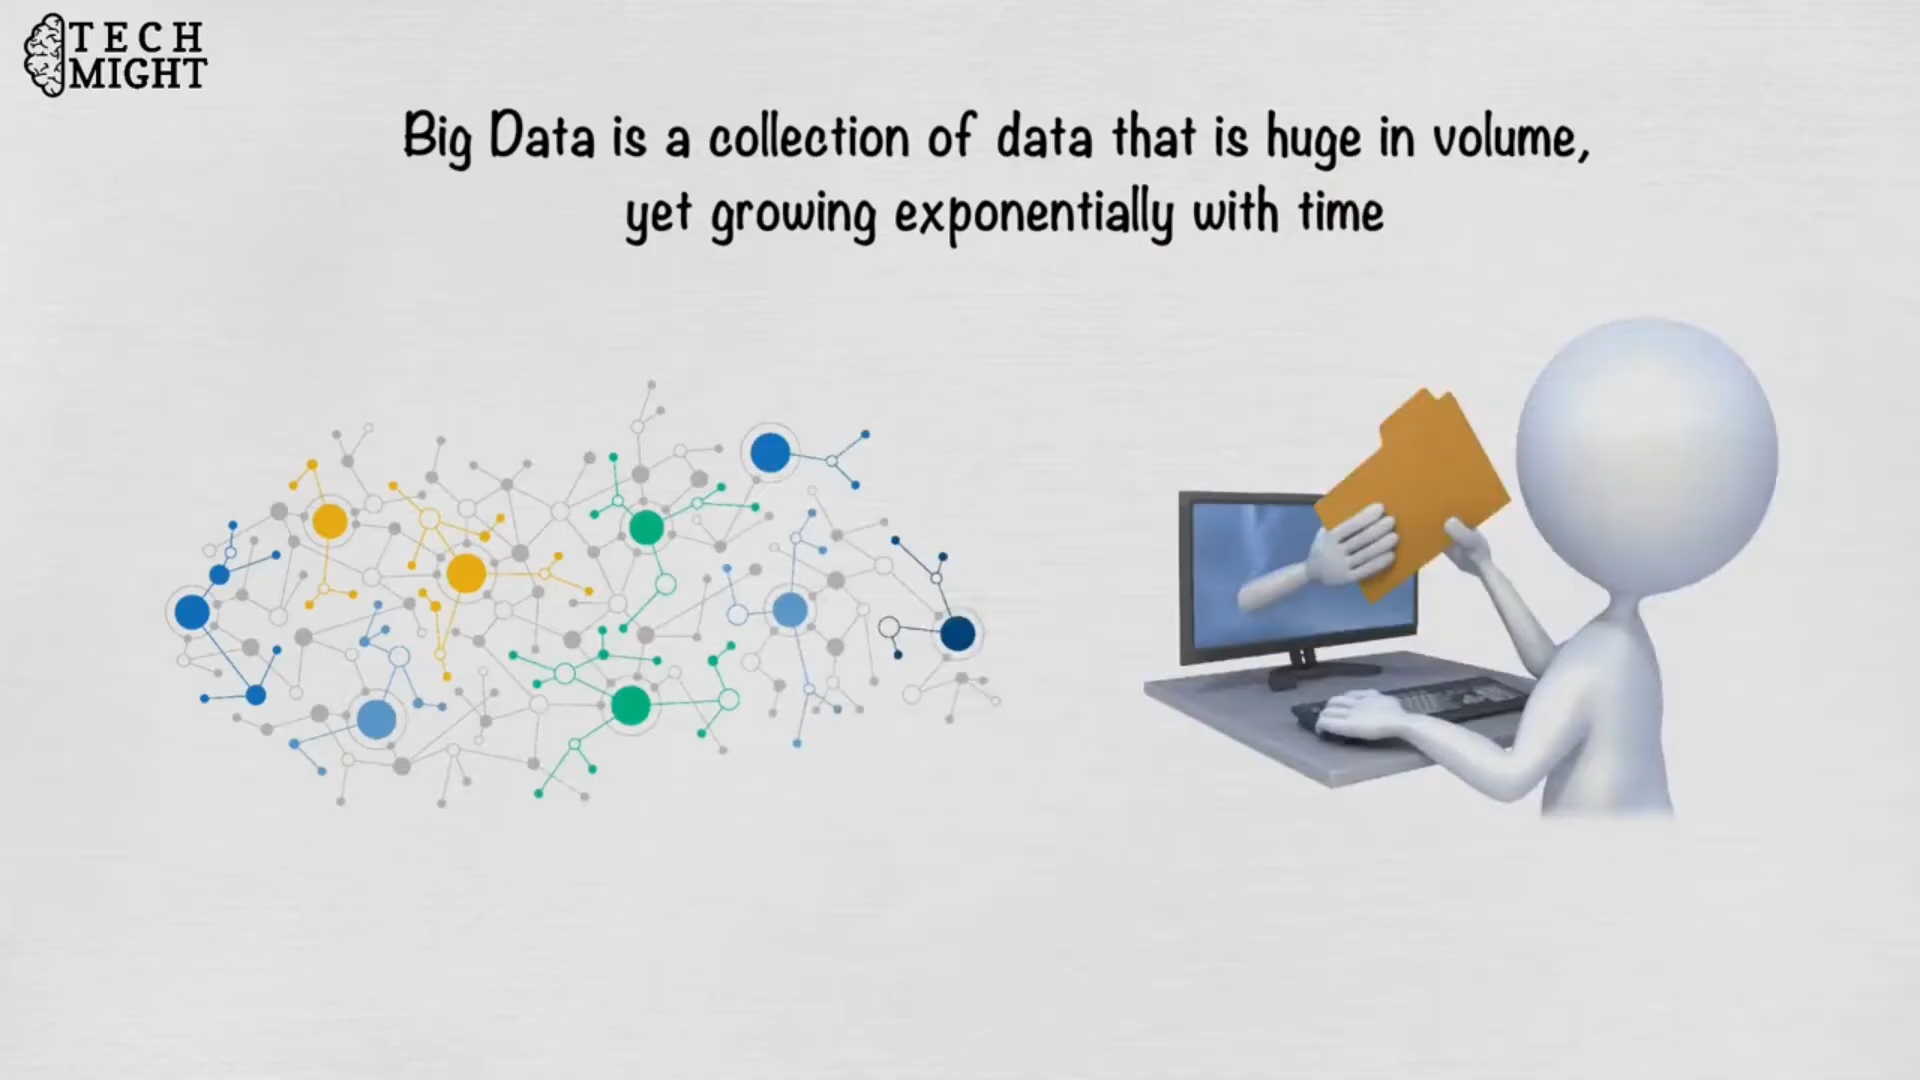 TECH
MIGHT
Big Data is a collection of data that is huge in volume,
yet growing exponentially with time